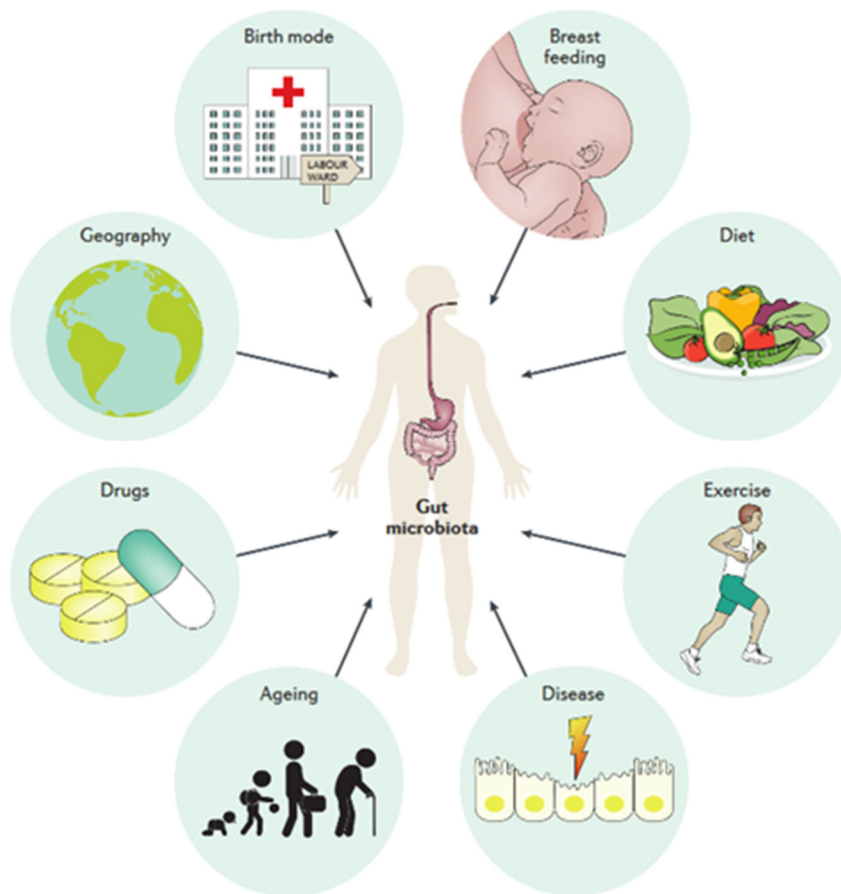 Birth mode
LABOUR
WARD
Breast
feeding
Geography
Diet
Drugs
Gut
microbiota
Exercise
Ageing
Disease